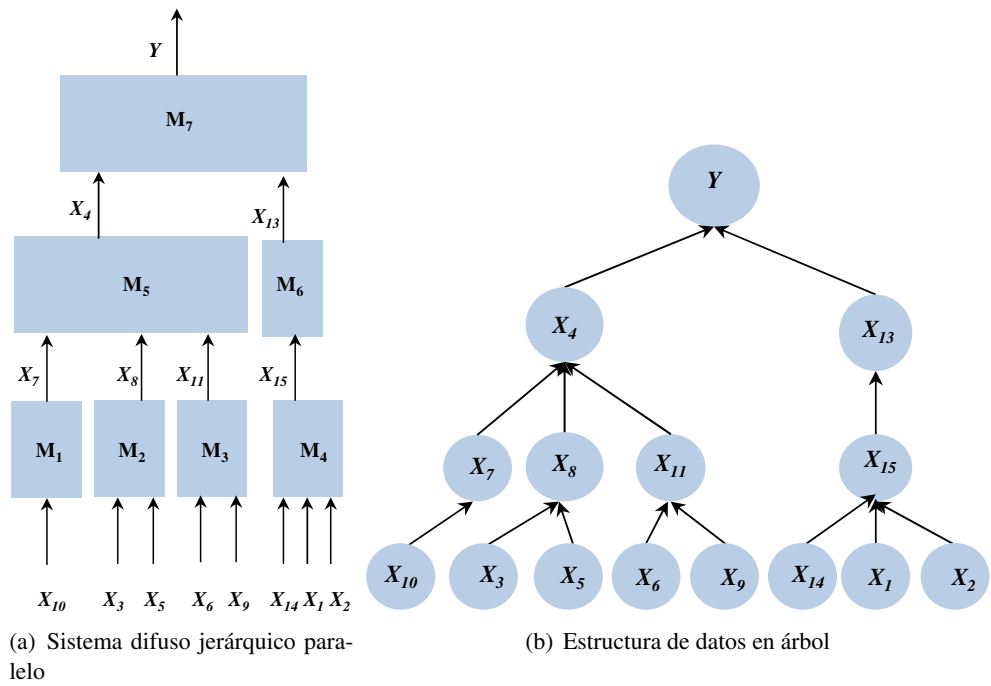 Y
M7
X4 X13
M5 M6
X7 X8 X11 X15
M1 M2 M3 M4
X10 X3 X5 X6 X9 X14 X1 X2
(a) Sistema difuso jerárquico para-
lelo
Y
X4 X13
X7 X8 X11 X15
X10 X3 X5 X6 X9 X14 X1 X2
(b) Estructura de datos en árbol